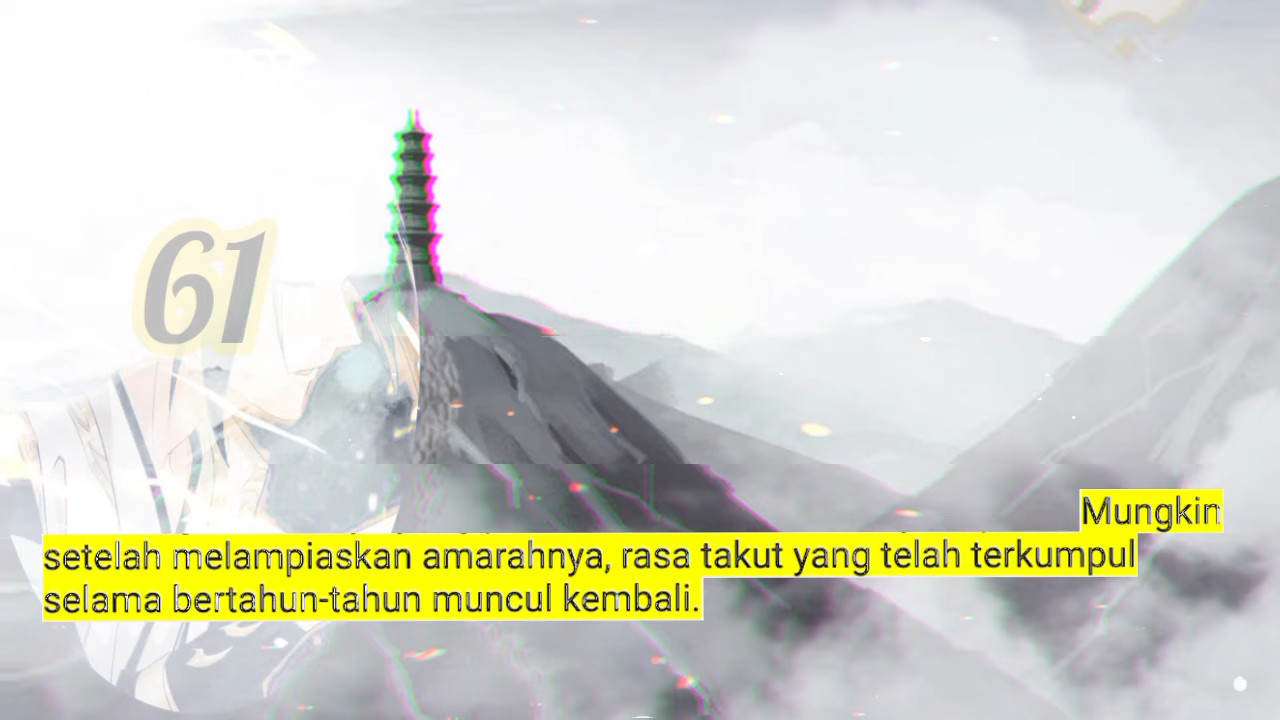 61
Mungkin
setelah melampiaskan amarahnya, rasa takut yang telah terkumpul
selama bertahun-tahun muncul kembali.